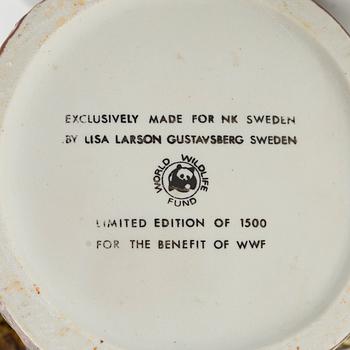 EXCLUSIVELY MADE FOR NK SWEDEN
BY LISA LARSON GUSTAVSBERG SWEDEN
WORLD WILDLIFE
FUND
LIMITED EDITION OF 1500
FOR THE BENEFIT OF WWF